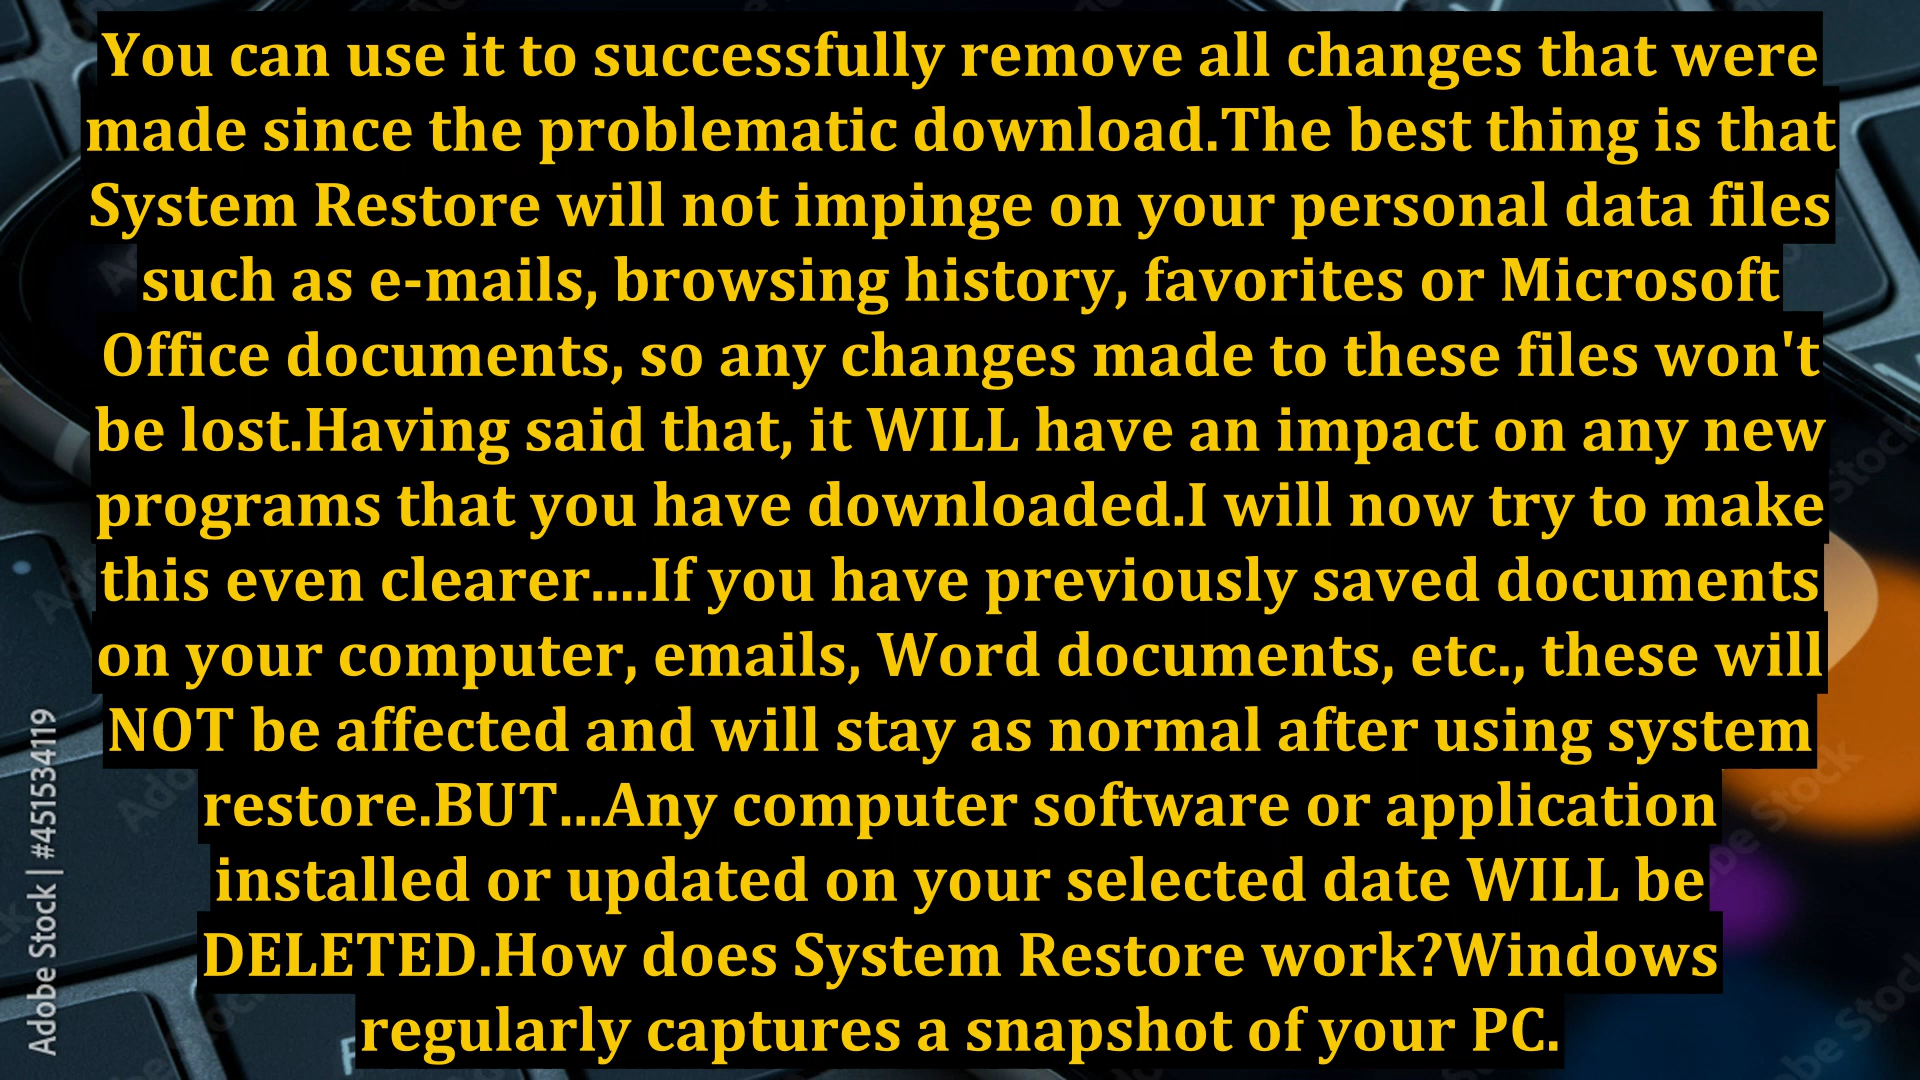 You can use it to successfully remove all changes that were
made since the problematic download.The best thing is that
System Restore will not impinge on your personal data files
such as e-mails, browsing history, favorites or Microsoft
Office documents, so any changes made to these files won't
be lost.Having said that, it WILL have an impact on any new
programs that you have downloaded.I will now try to make
this even clearer....If you have previously saved documents
on your computer, emails, Word documents, etc., these will
NOT be affected and will stay as normal after using system
restore.BUT...Any computer software or application
installed or updated on your selected date WILL be
DELETED.How does System Restore work?Windows
regularly captures a snapshot of your PC.
Adobe Stock | #451534119